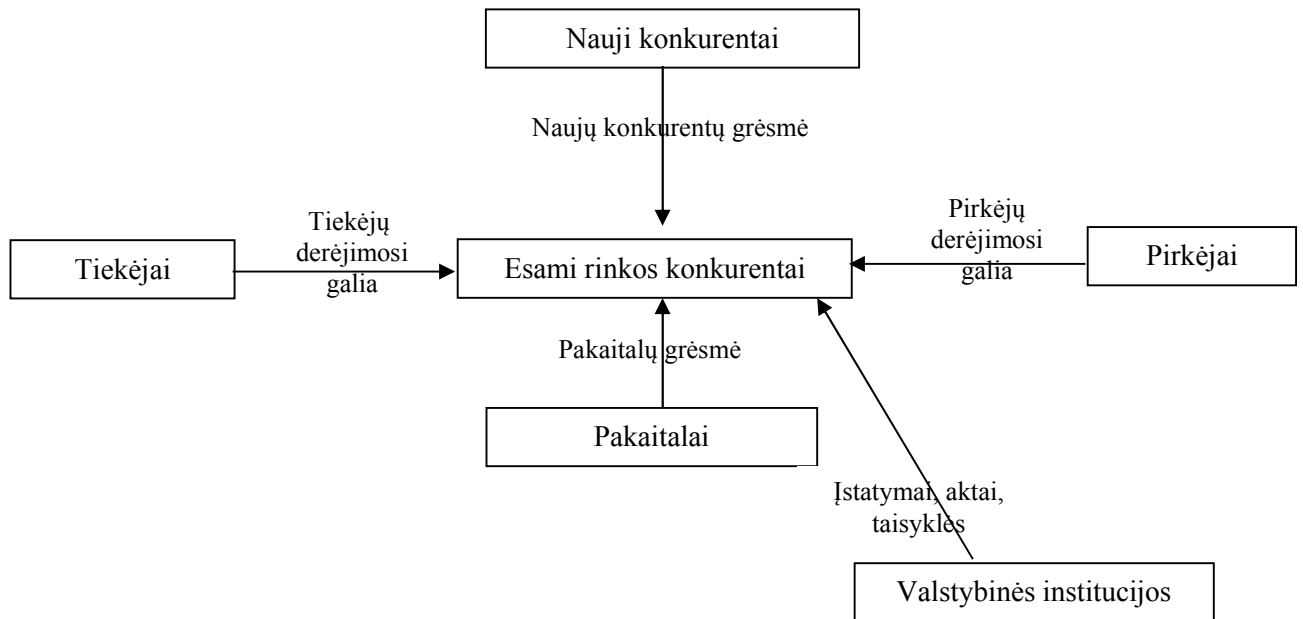 Nauji konkurentai
Naujų konkurentų grėsmė
Tiekėjų
derėjimosi
galia
Pirkėjų
derėjimosi
galia
Tiekėjai
Esami rinkos konkurentai
Pirkėjai
Pakaitalų grėsmė
Pakaitalai
Įstatymai, aktai,
taisyklės
Valstybinės institucijos